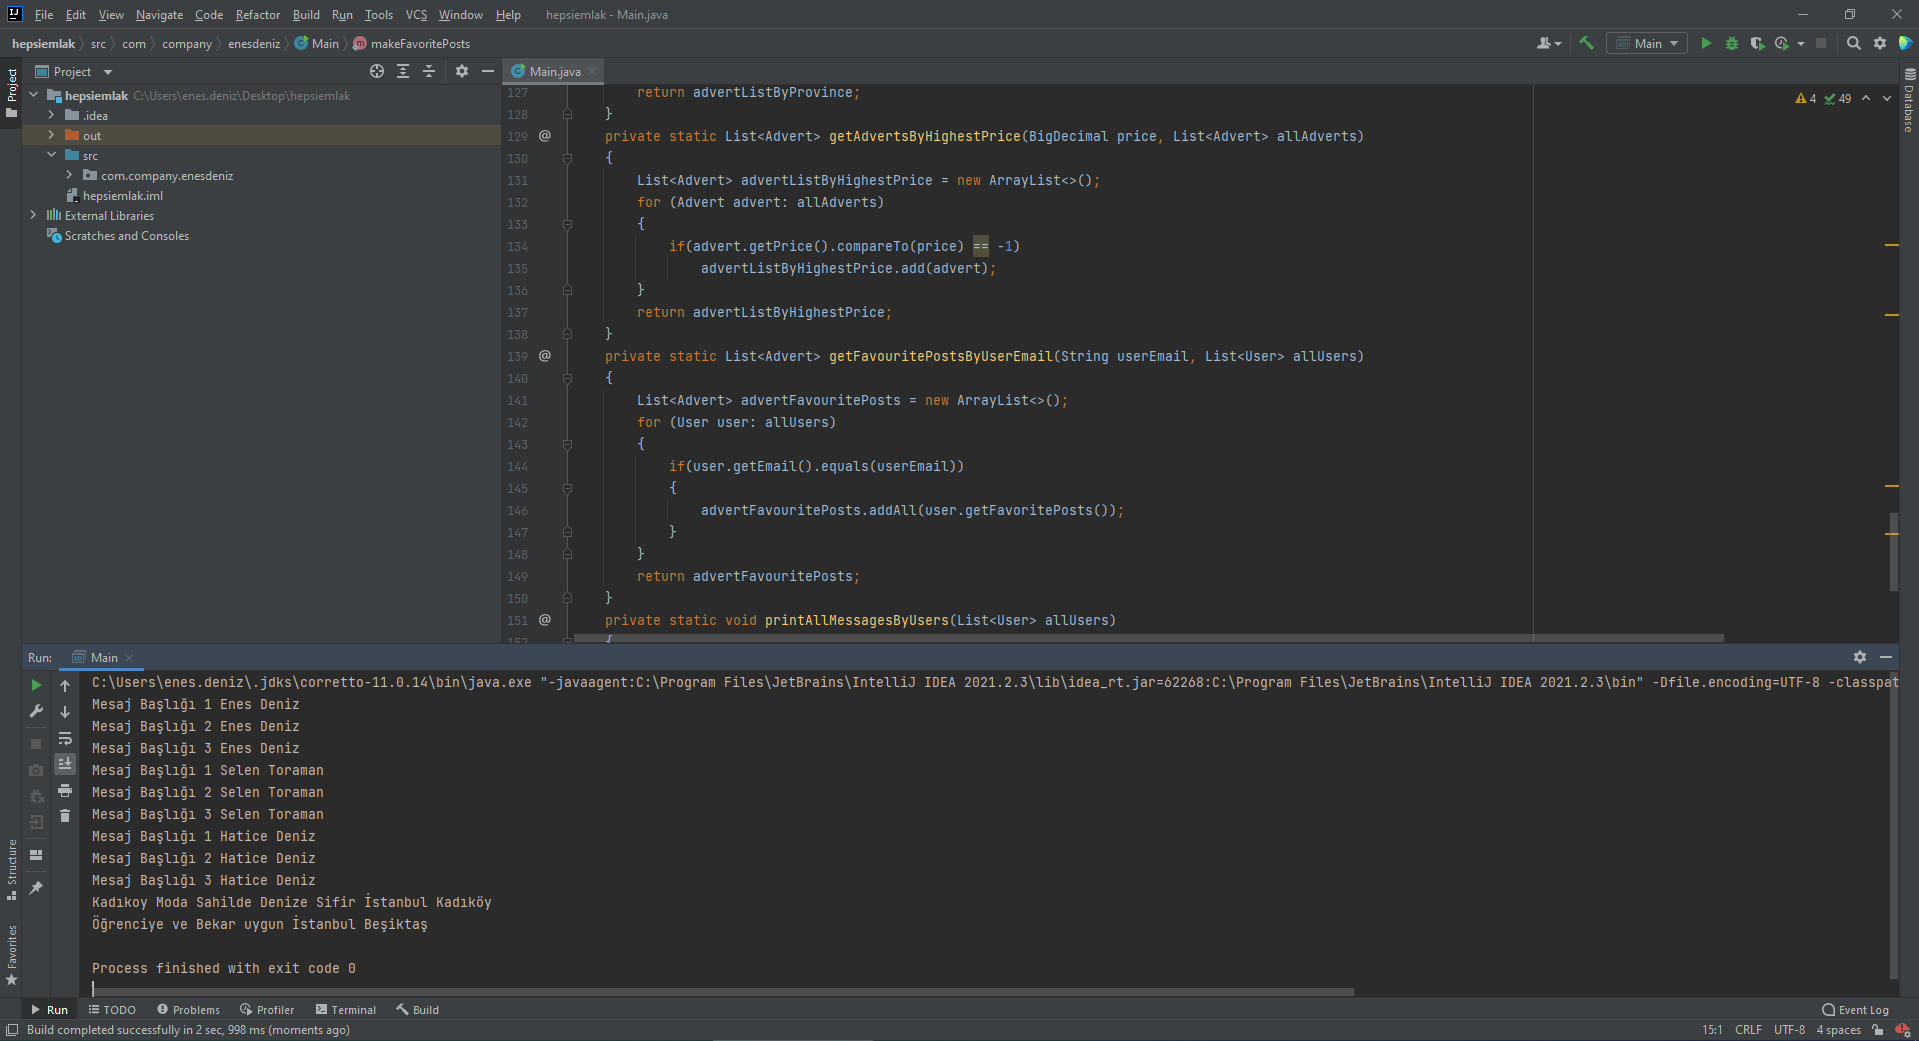 File Edit View Navigate Code Refactor Build Run Tools VCS Window Help hepsiemlak - Main.java
hepsiemlak src com company enesdeniz Main makeFavoritePosts Main
Project
Project
hepsiemlak C:\Users\enes.deniz\Desktop\hepsiemlak
.idea
out
src
com.company.enesdeniz
hepsiemlak.iml
External Libraries
Scratches and Consoles
Main.java
4 49
Database
127 return advertListByProvince;
128 }
129 @ private static List<Advert> getAdvertsByHighestPrice(BigDecimal price, List<Advert> allAdverts)
130 {
131 List<Advert> advertListByHighestPrice = new ArrayList<>();
132 for (Advert advert: allAdverts)
133 {
134 if(advert.getPrice().compareTo(price) == -1)
135 advertListByHighestPrice.add(advert);
136 }
137 return advertListByHighestPrice;
138 }
139 @ private static List<Advert> getFavouritePostsByUserEmail(String userEmail, List<User> allUsers)
140 {
141 List<Advert> advertFavouritePosts = new ArrayList<>();
142 for (User user: allUsers)
143 {
144 if(user.getEmail().equals(userEmail))
145 {
146 advertFavouritePosts.addAll(user.getFavoritePosts());
147 }
148 }
149 return advertFavouritePosts;
150 }
151 @ private static void printAllMessagesByUsers(List<User> allUsers)
152 {
Run: Main
C:\Users\enes.deniz\.jdks\corretto-11.0.14\bin\java.exe "-javaagent:C:\Program Files\JetBrains\IntelliJ IDEA 2021.2.3\lib\idea_rt.jar=62268:C:\Program Files\JetBrains\IntelliJ IDEA 2021.2.3\bin" -Dfile.encoding=UTF-8 -classpat
Mesaj Başlığı 1 Enes Deniz
Mesaj Başlığı 2 Enes Deniz
Mesaj Başlığı 3 Enes Deniz
Mesaj Başlığı 1 Selen Toraman
Mesaj Başlığı 2 Selen Toraman
Mesaj Başlığı 3 Selen Toraman
Mesaj Başlığı 1 Hatice Deniz
Mesaj Başlığı 2 Hatice Deniz
Mesaj Başlığı 3 Hatice Deniz
Kadıkoy Moda Sahilde Denize Sifir İstanbul Kadıköy
Öğrenciye ve Bekar uygun İstanbul Beşiktaş
Process finished with exit code 0
Structure
Favorites
Run TODO Problems Profiler Terminal Build Event Log
Build completed successfully in 2 sec, 998 ms (moments ago) 15:1 CRLF UTF-8 4 spaces